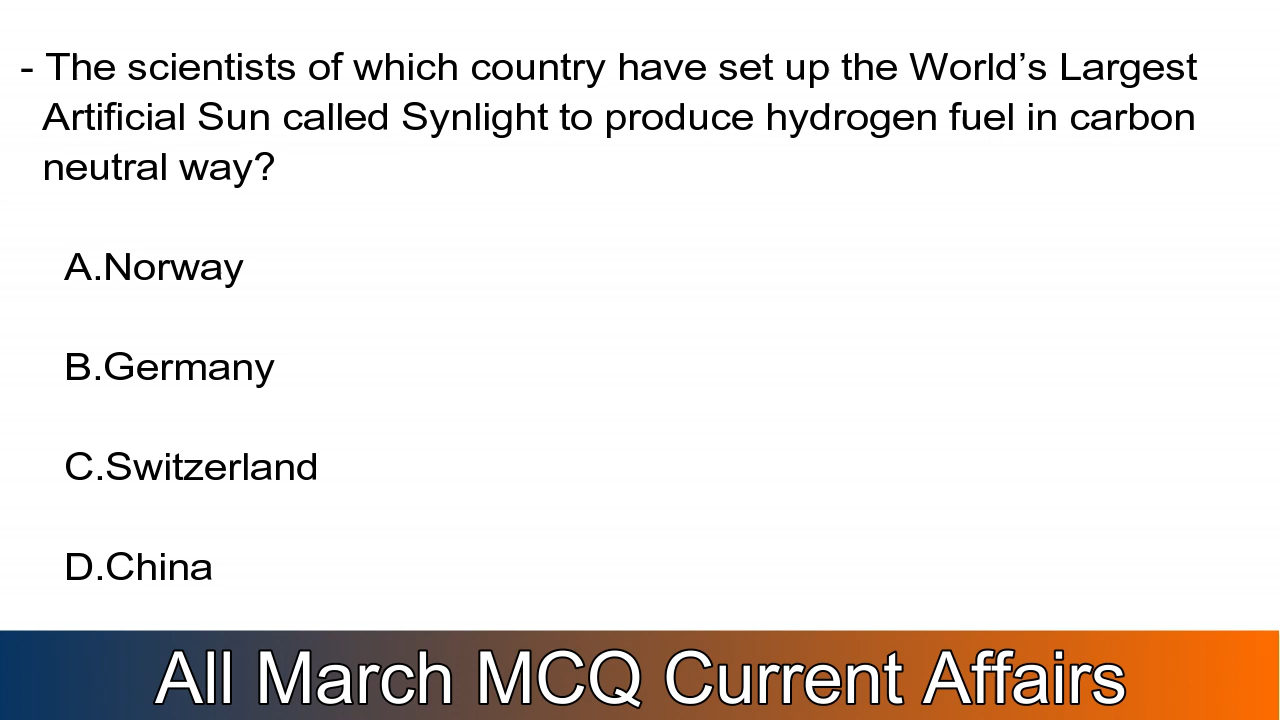 - The scientists of which country have set up the World’s Largest
Artificial Sun called Synlight to produce hydrogen fuel in carbon
neutral way?
A.Norway
B.Germany
C.Switzerland
D.China
All March MCQ Current Affairs